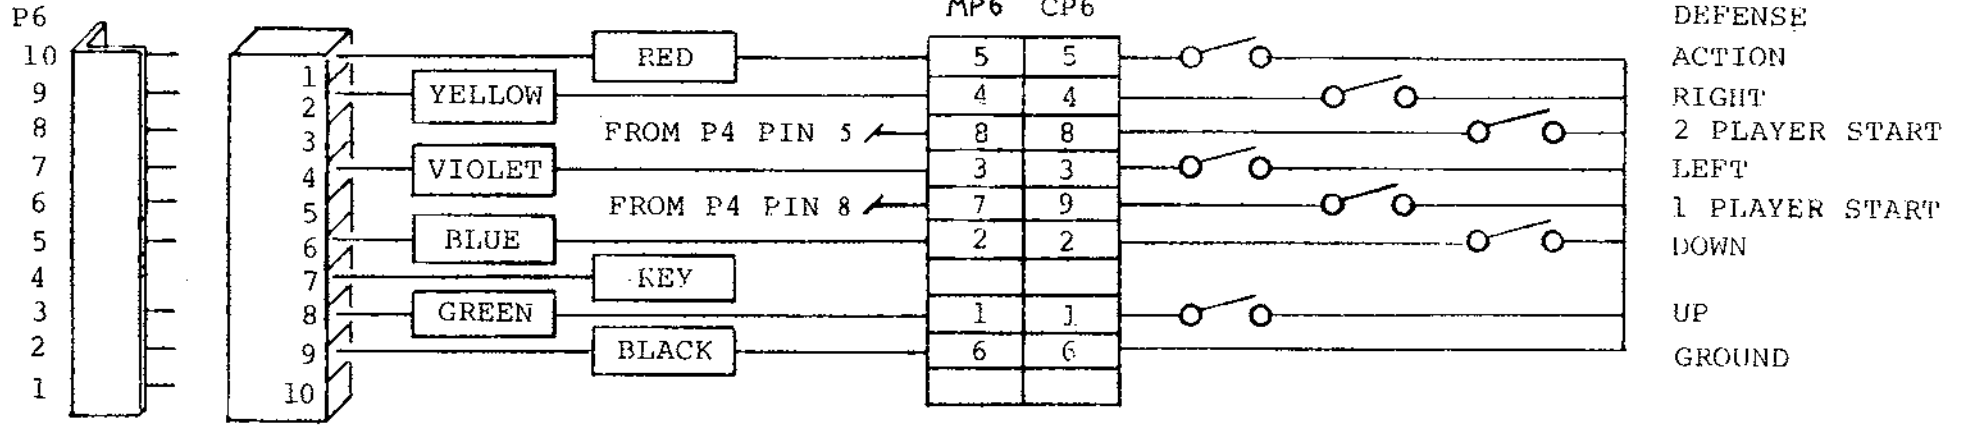 P6 MP6 CP6 DEFENSE
10 RED 5 5 ACTION
1
9 YELLOW 4 4 RIGHT
2
8 FROM P4 PIN 5 8 8 2 PLAYER START
3
7 VIOLET 3 3 LEFT
4
6 FROM P4 PIN 8 7 9 1 PLAYER START
5
5 BLUE 2 2 DOWN
6
4 KEY
7
3 8 GREEN 1 1 UP
2 9 BLACK 6 6 GROUND
1 10